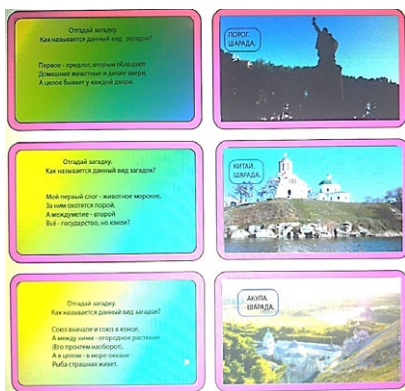 Отгадай загадку.
Как называется данный вид загадок?
Первое - предлог, вторым обладают
Домашние животные и дикие звери,
А целое бывает у каждой двери.
ПОРОГ.
ШАРАДА.
Отгадай загадку.
Как называется данный вид загадок?
Мой первый слог - животное морское,
За ним охотятся порой,
А междуметие - второй
Всё - государство, но какое?
КИТАЙ.
ШАРАДА.
Отгадай загадку.
Как называется данный вид загадок?
Союз вначале и союз в конце,
А между ними - огородное растение
(Его прочтем наоборот),
А в целом - в море-океане
Рыба страшная живет.
АКУЛА.
ШАРАДА.